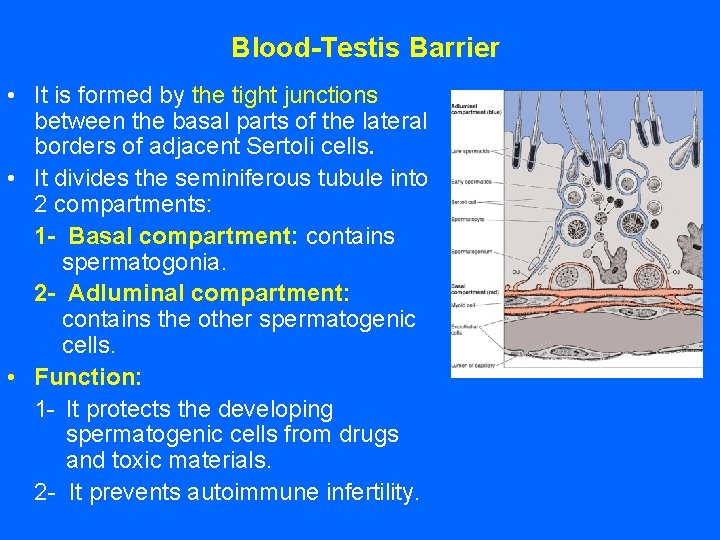 Blood-Testis Barrier
• It is formed by the tight junctions
between the basal parts of the lateral
borders of adjacent Sertoli cells.
• It divides the seminiferous tubule into
2 compartments:
1- Basal compartment: contains
spermatogonia.
2- Adluminal compartment:
contains the other spermatogenic
cells.
• Function:
1- It protects the developing
spermatogenic cells from drugs
and toxic materials.
2- It prevents autoimmune infertility.
Adluminal
compartment (blue)
Late spermatids
Early spermatids
Sertoli cell
Spermatocyte
Spermatogonium
OJ
OJ
Basal
compartment (red)
Myoid cell
Endothelial
cells
Lumen of capillary